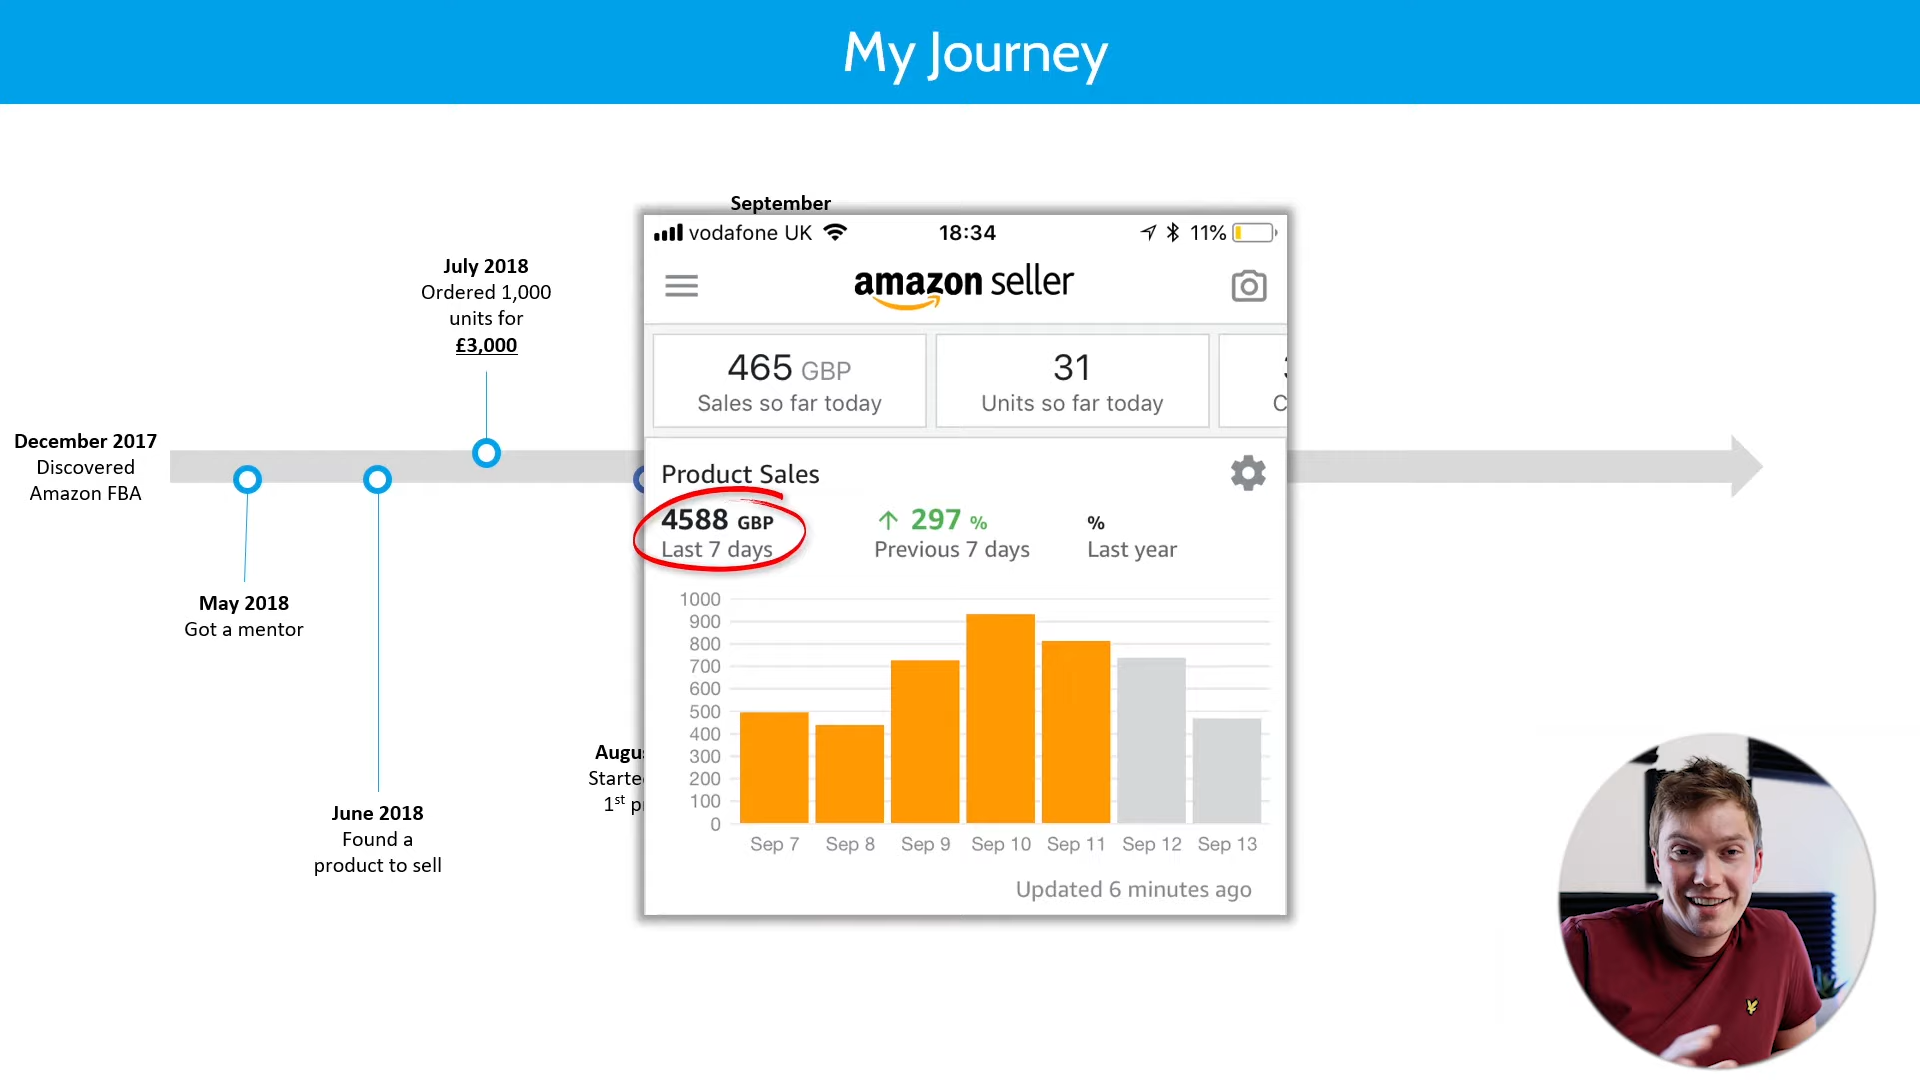 My Journey
September
July 2018
Ordered 1,000
units for
£3,000
December 2017
Discovered
Amazon FBA
May 2018
Got a mentor
June 2018
Found a
product to sell
1st
vodafone UK
18:34
11%
amazon seller
465 GBP
Sales so far today
31
Units so far today
Product Sales
4588 GBP
Last 7 days
297 %
Previous 7 days
%
Last year
1000
900
800
700
600
500
400
300
200
100
0
Sep 7
Sep 8
Sep 9
Sep 10
Sep 11
Sep 12
Sep 13
Updated 6 minutes ago